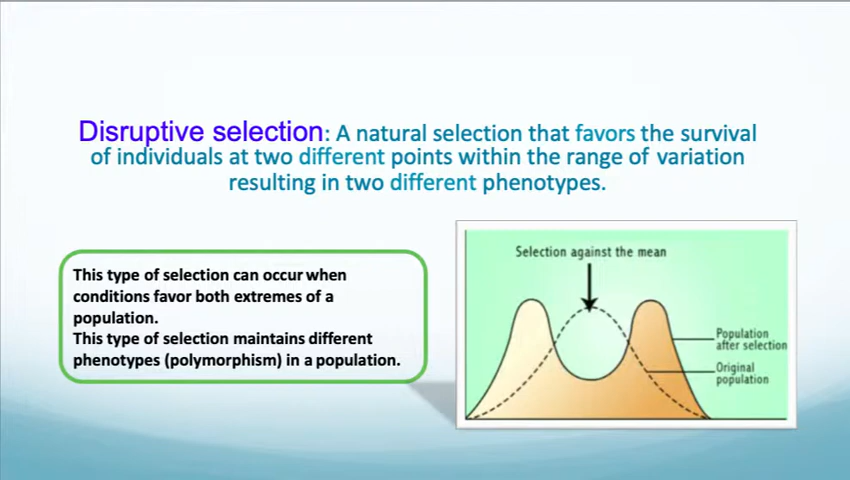 Disruptive selection: A natural selection that favors the survival
of individuals at two different points within the range of variation
resulting in two different phenotypes.
This type of selection can occur when
conditions favor both extremes of a
population.
This type of selection maintains different
phenotypes (polymorphism) in a population.
Selection against the mean
Population
after selection
Original
population